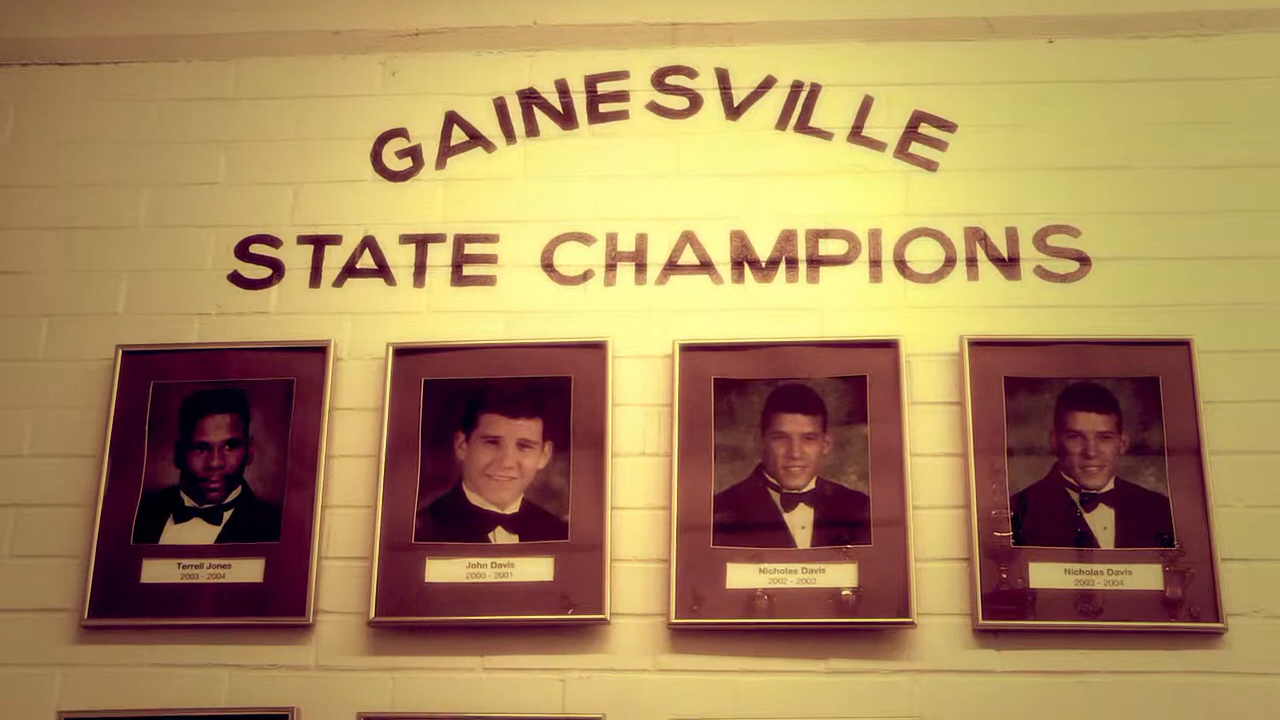 GAINESVILLE
STATE CHAMPIONS
Terrell Jones
2003 - 2004
John Davis
2000 - 2001
Nicholas Davis
2002 - 2003
Nicholas Davis
2003 - 2004